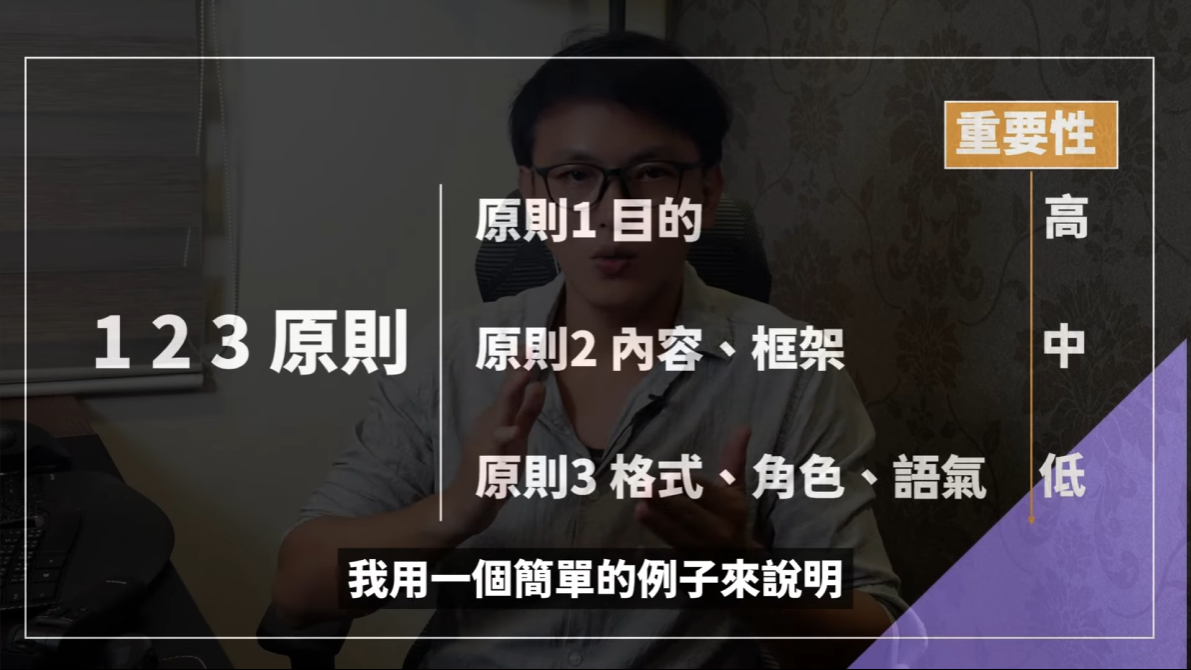 重要性
原則1 目的
高
1 2 3 原則
原則2 內容、框架
中
原則3 格式、角色、語氣
低
我用一個簡單的例子來說明